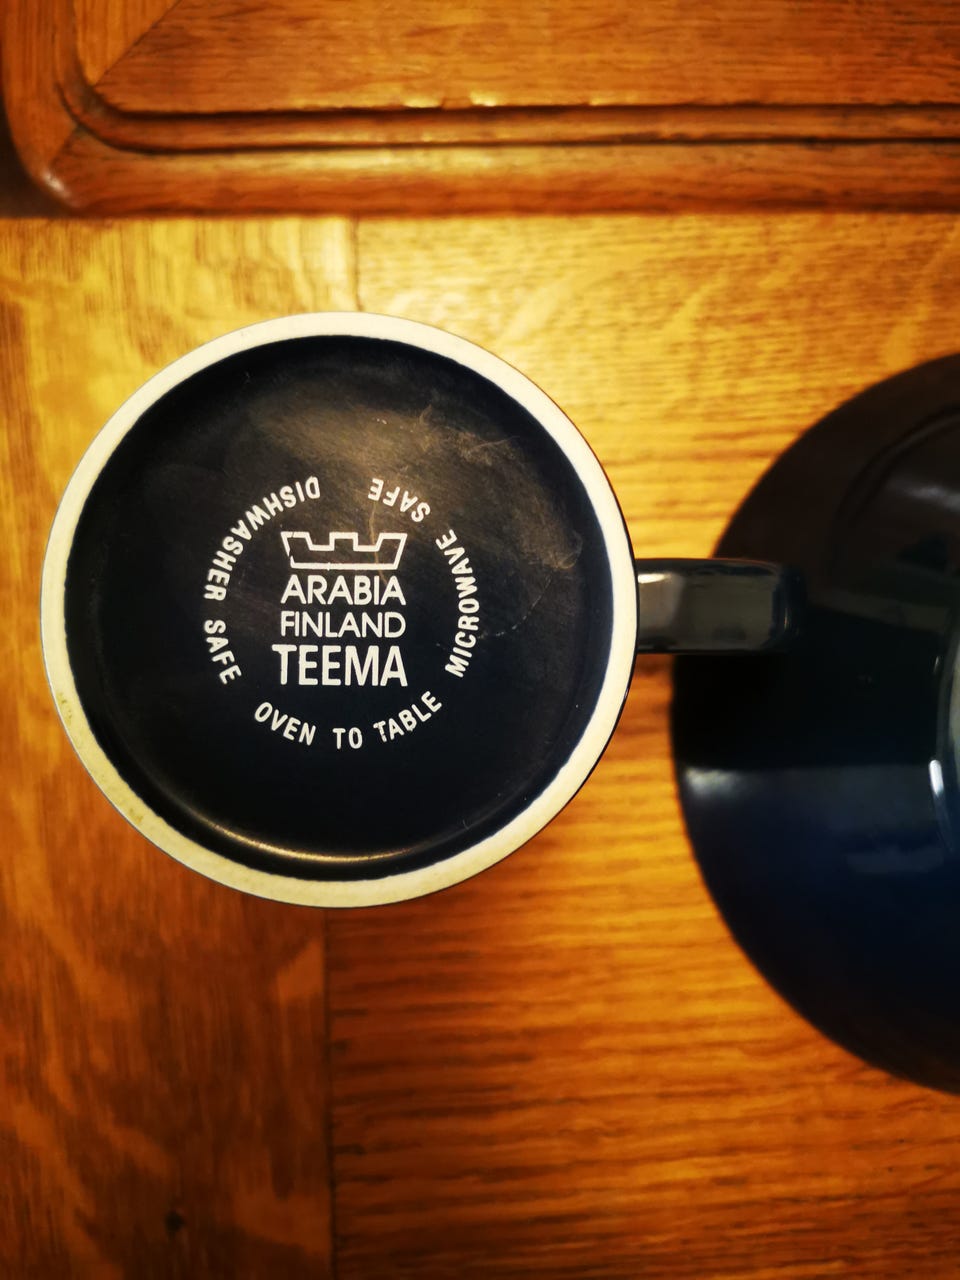 ARABIA
FINLAND
TEEMA
DISHWASHER SAFE
OVEN TO TABLE
MICROWAVE SAFE